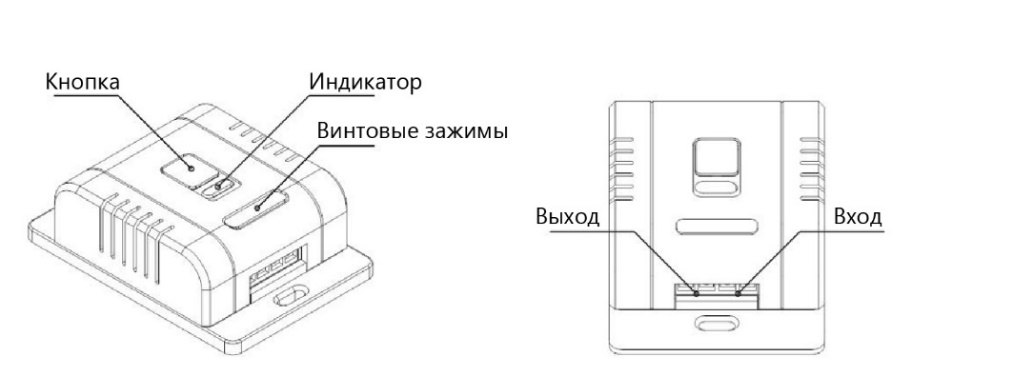 Кнопка
Индикатор
Винтовые зажимы
Выход
Вход